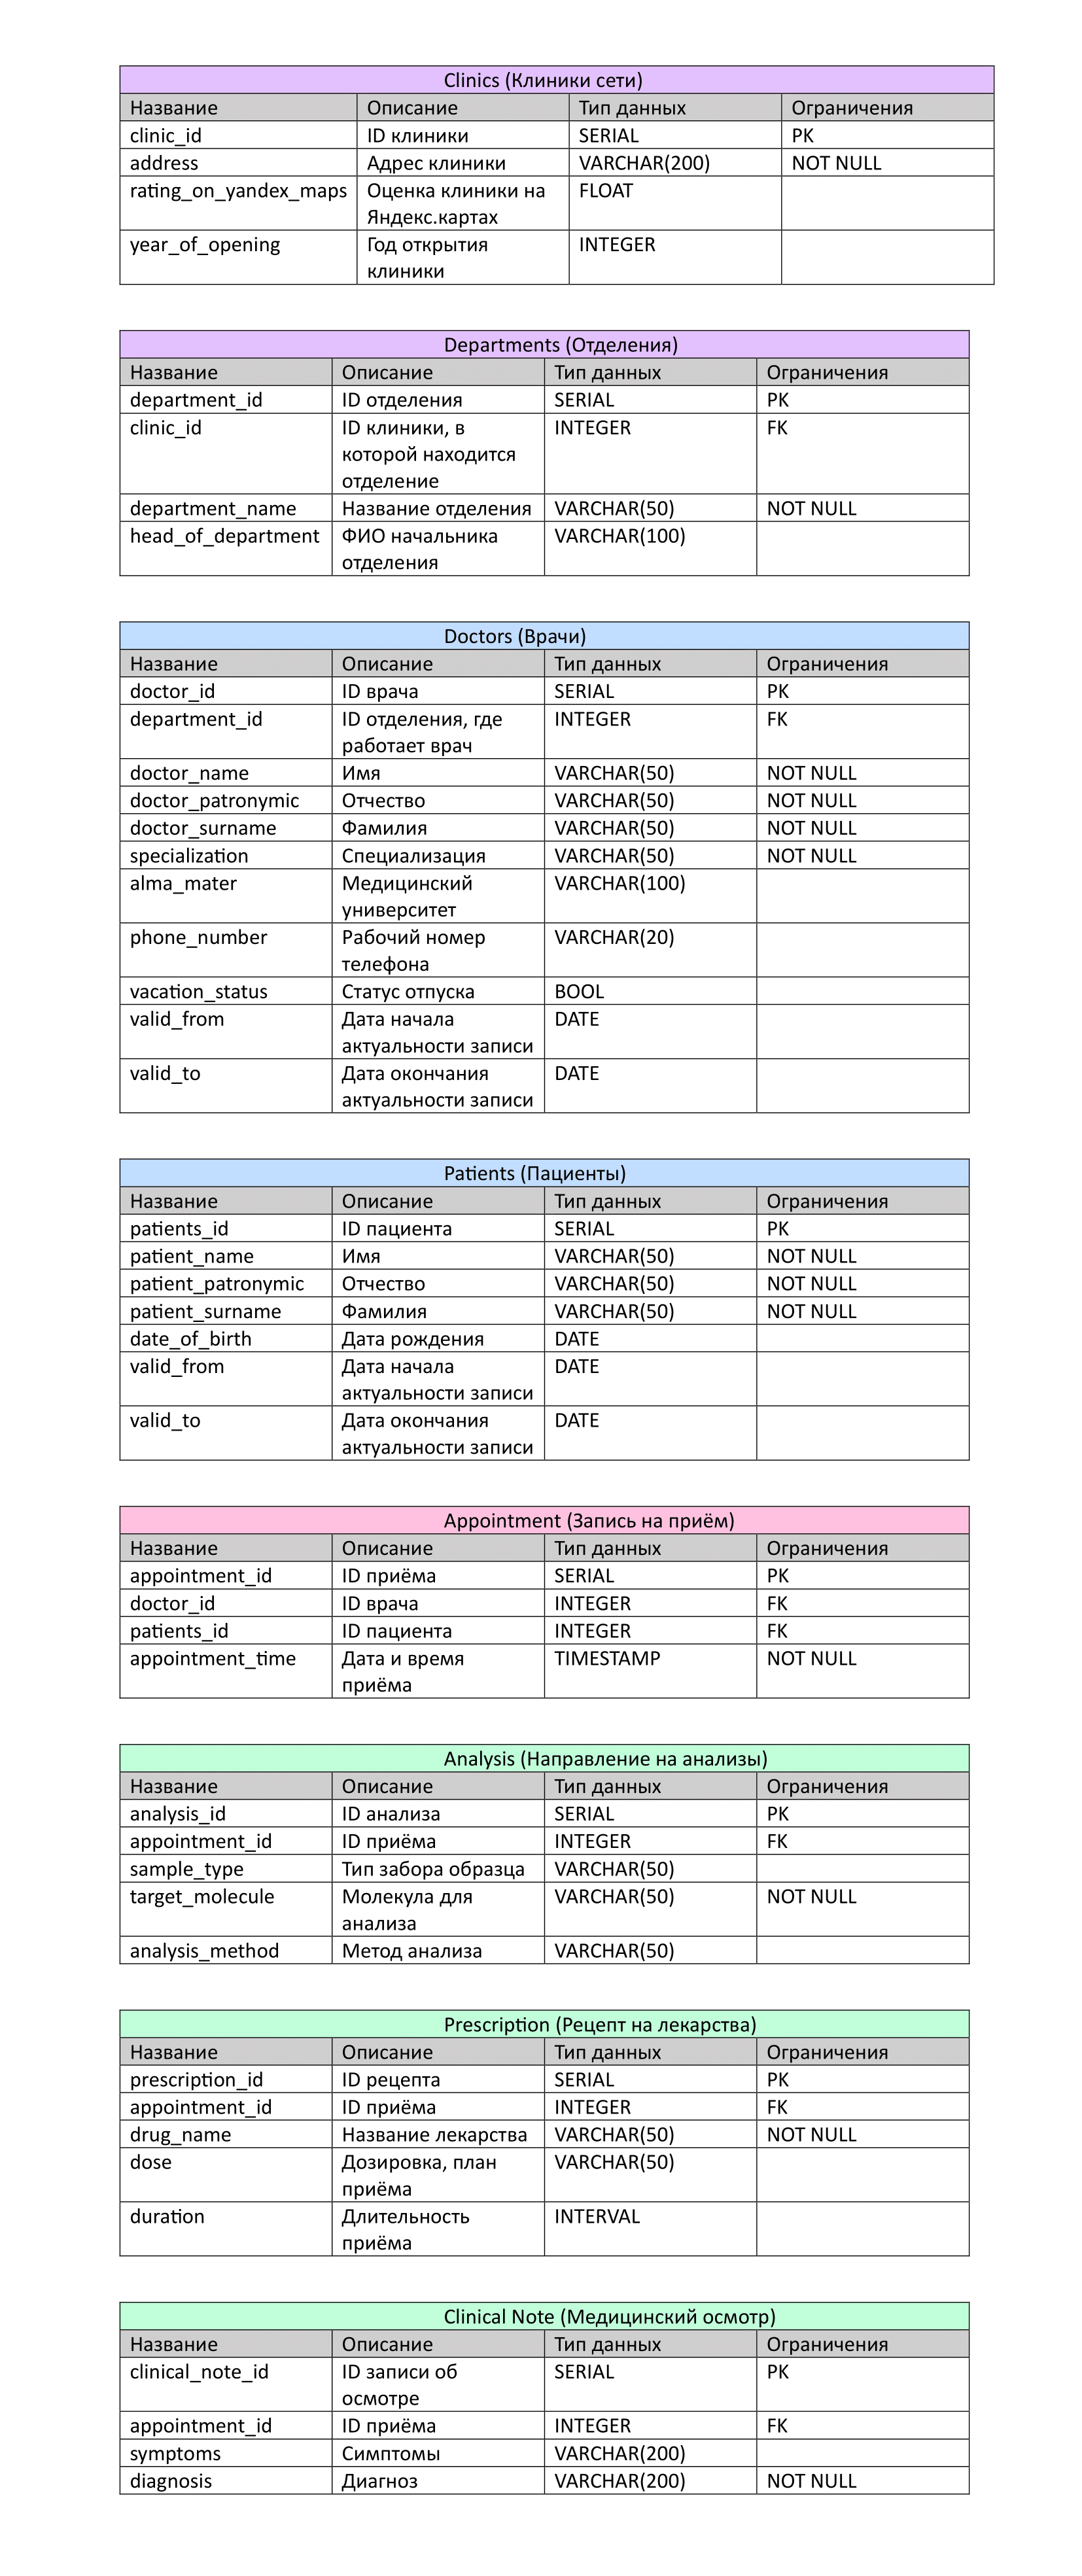 Clinics (Клиники сети)
Название Описание Тип данных Ограничения
clinic_id ID клиники SERIAL PK
address Адрес клиники VARCHAR(200) NOT NULL
rating_on_yandex_maps Оценка клиники на FLOAT
Яндекс.картах
year_of_opening Год открытия INTEGER
клиники
Departments (Отделения)
Название Описание Тип данных Ограничения
department_id ID отделения SERIAL PK
clinic_id ID клиники, в INTEGER FK
которой находится
отделение
department_name Название отделения VARCHAR(50) NOT NULL
head_of_department ФИО начальника VARCHAR(100)
отделения
Doctors (Врачи)
Название Описание Тип данных Ограничения
doctor_id ID врача SERIAL PK
department_id ID отделения, где INTEGER FK
работает врач
doctor_name Имя VARCHAR(50) NOT NULL
doctor_patronymic Отчество VARCHAR(50) NOT NULL
doctor_surname Фамилия VARCHAR(50) NOT NULL
specialization Специализация VARCHAR(50) NOT NULL
alma_mater Медицинский VARCHAR(100)
университет
phone_number Рабочий номер VARCHAR(20)
телефона
vacation_status Статус отпуска BOOL
valid_from Дата начала DATE
актуальности записи
valid_to Дата окончания DATE
актуальности записи
Patients (Пациенты)
Название Описание Тип данных Ограничения
patients_id ID пациента SERIAL PK
patient_name Имя VARCHAR(50) NOT NULL
patient_patronymic Отчество VARCHAR(50) NOT NULL
patient_surname Фамилия VARCHAR(50) NOT NULL
date_of_birth Дата рождения DATE
valid_from Дата начала DATE
актуальности записи
valid_to Дата окончания DATE
актуальности записи
Appointment (Запись на приём)
Название Описание Тип данных Ограничения
appointment_id ID приёма SERIAL PK
doctor_id ID врача INTEGER FK
patients_id ID пациента INTEGER FK
appointment_time Дата и время TIMESTAMP NOT NULL
приёма
Analysis (Направление на анализы)
Название Описание Тип данных Ограничения
analysis_id ID анализа SERIAL PK
appointment_id ID приёма INTEGER FK
sample_type Тип забора образца VARCHAR(50)
target_molecule Молекула для VARCHAR(50) NOT NULL
анализа
analysis_method Метод анализа VARCHAR(50)
Prescription (Рецепт на лекарства)
Название Описание Тип данных Ограничения
prescription_id ID рецепта SERIAL PK
appointment_id ID приёма INTEGER FK
drug_name Название лекарства VARCHAR(50) NOT NULL
dose Дозировка, план VARCHAR(50)
приёма
duration Длительность INTERVAL
приёма
Clinical Note (Медицинский осмотр)
Название Описание Тип данных Ограничения
clinical_note_id ID записи об SERIAL PK
осмотре
appointment_id ID приёма INTEGER FK
symptoms Симптомы VARCHAR(200)
diagnosis Диагноз VARCHAR(200) NOT NULL